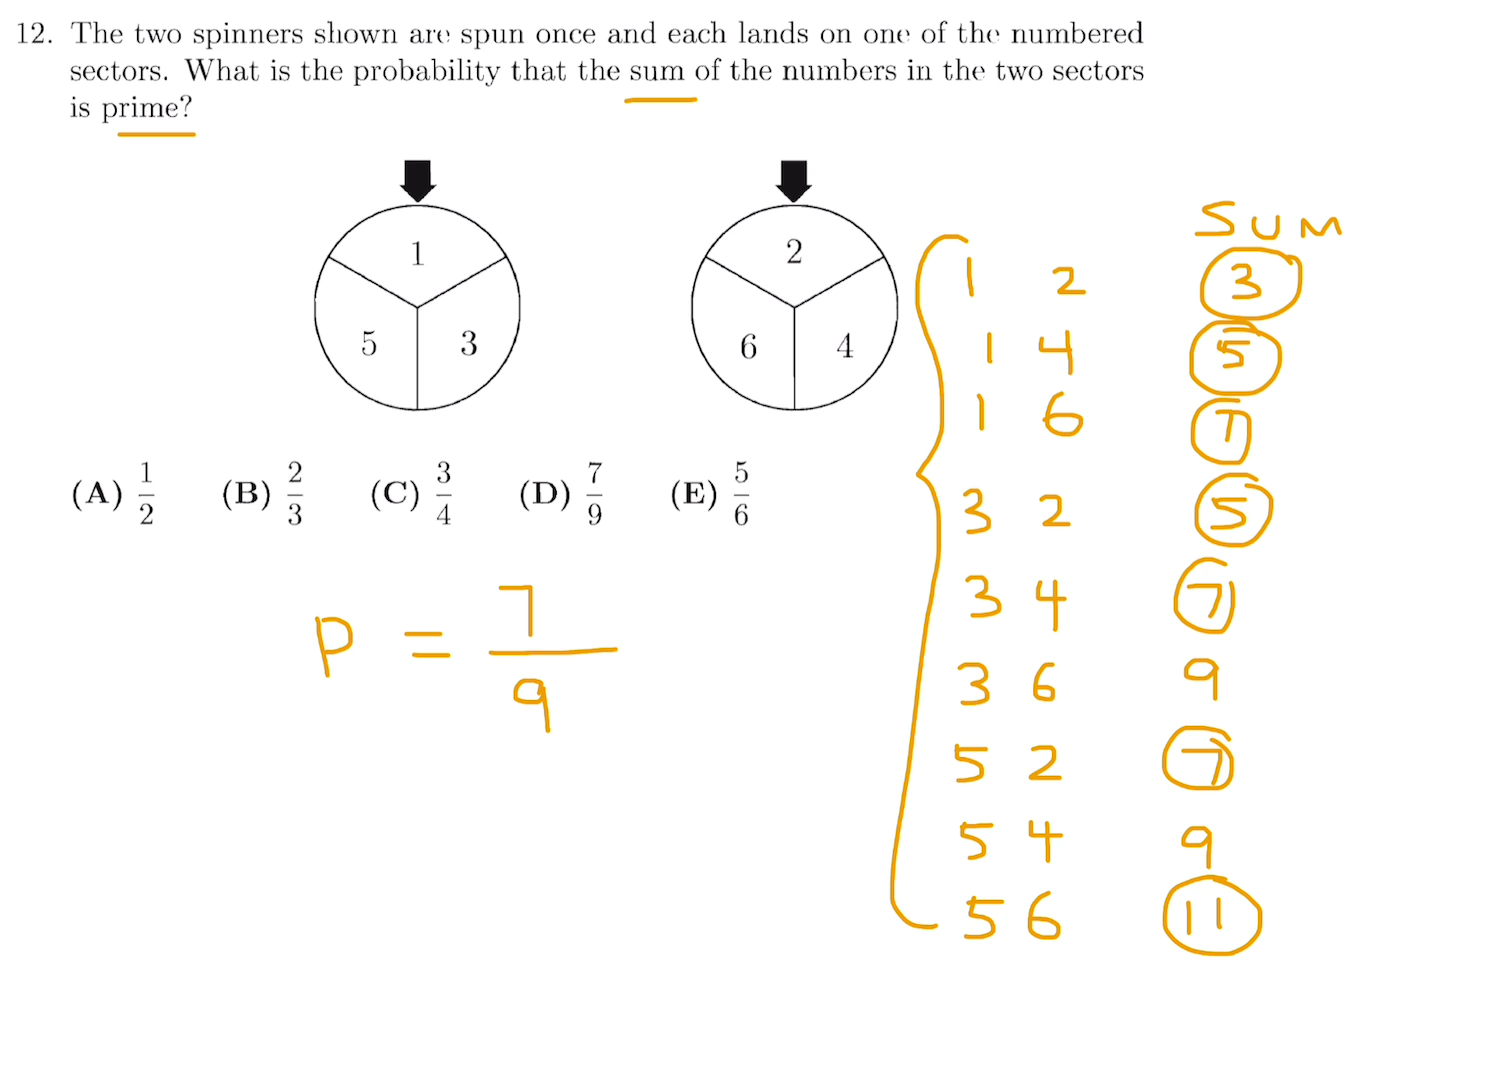 12. The two spinners shown are spun once and each lands on one of the numbered
sectors. What is the probability that the sum of the numbers in the two sectors
is prime?
1
5 3
2
6 4
(A) 1/2 (B) 2/3 (C) 3/4 (D) 7/9 (E) 5/6
P = 7/9
SUM
1 2 3
1 4 5
1 6 7
3 2 5
3 4 7
3 6 9
5 2 7
5 4 9
5 6 11